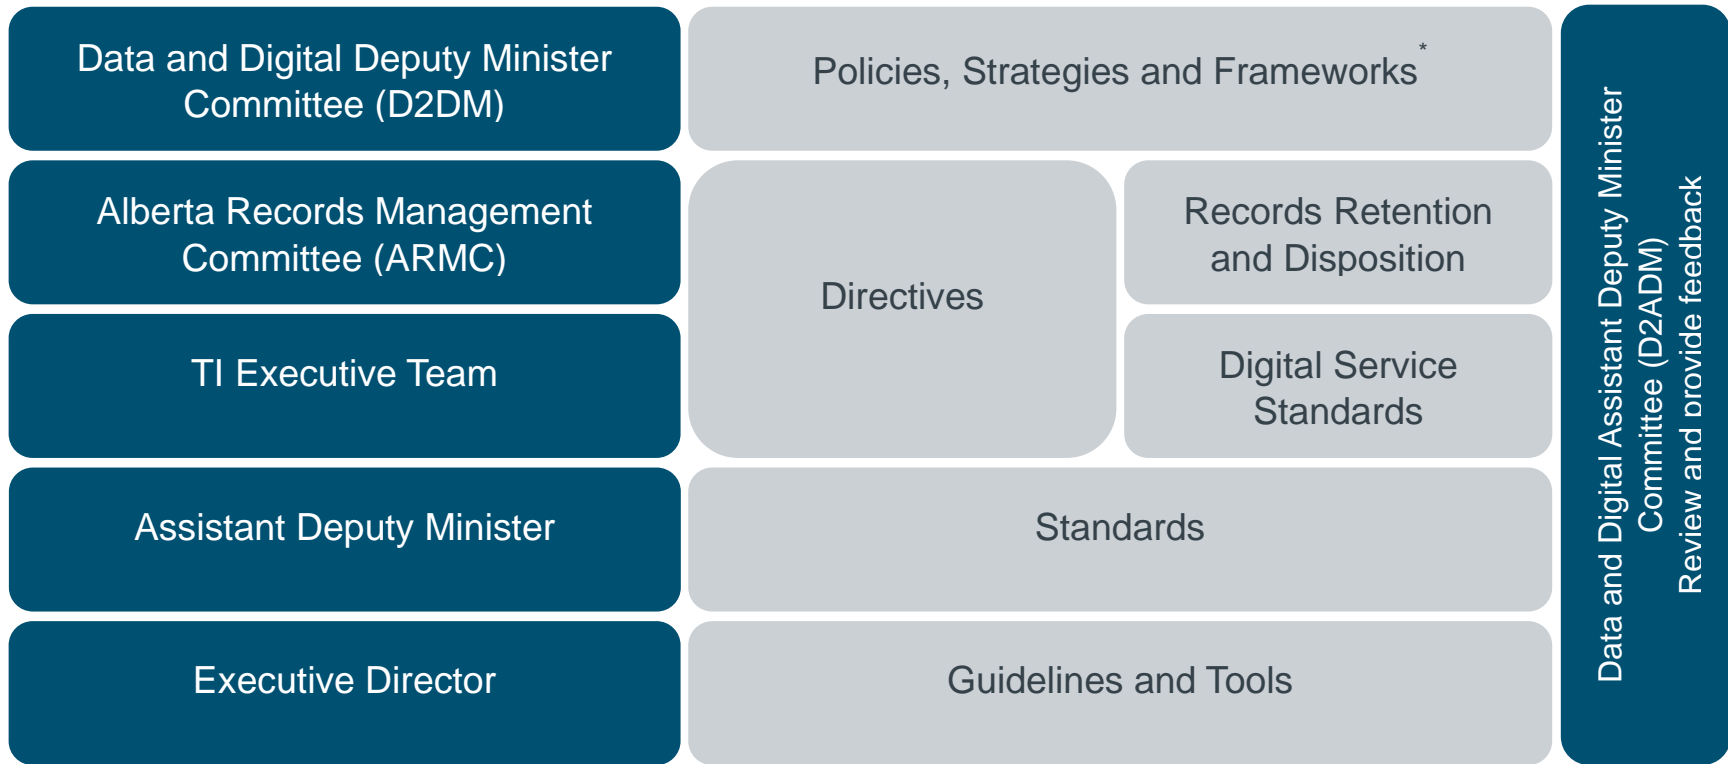 Data and Digital Deputy Minister
Committee (D2DM)
Policies, Strategies and Frameworks*
Alberta Records Management
Committee (ARMC)
Directives
Records Retention
and Disposition
TI Executive Team
Digital Service
Standards
Assistant Deputy Minister
Standards
Executive Director
Guidelines and Tools
Data and Digital Assistant Deputy Minister
Committee (D2ADM)
Review and provide feedback